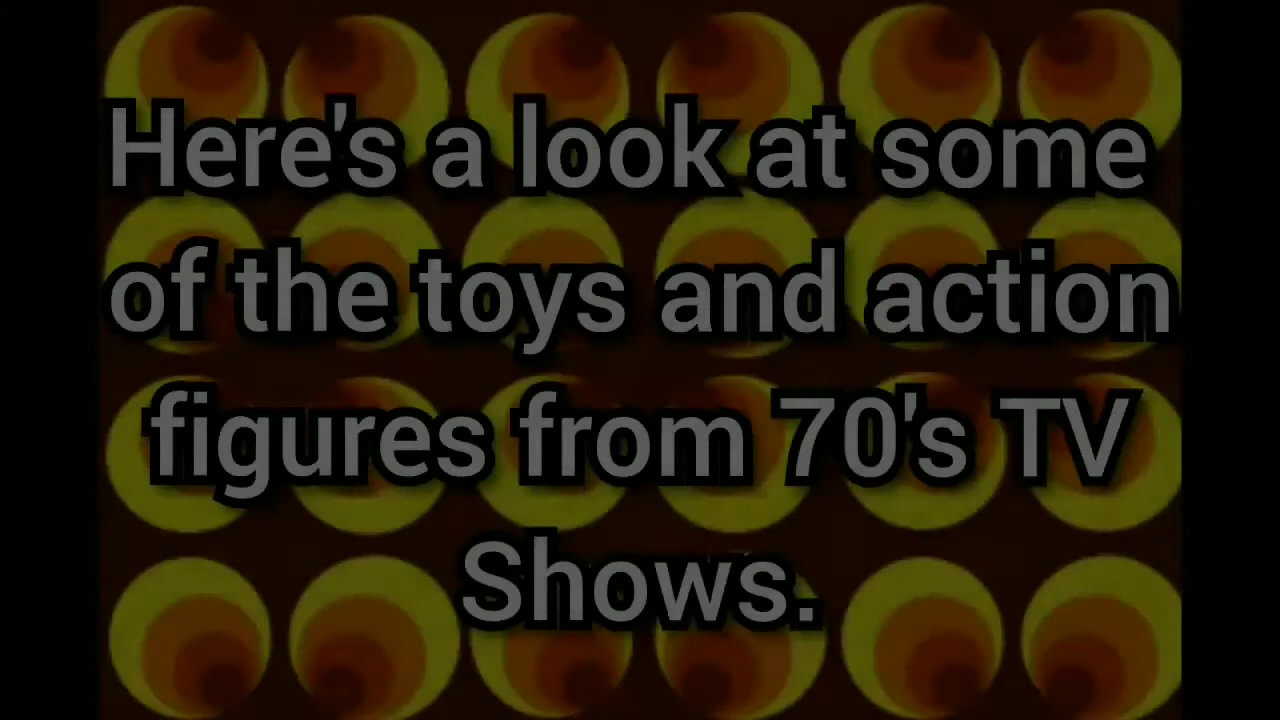 Here's a look at some
of the toys and action
figures from 70's TV
Shows.